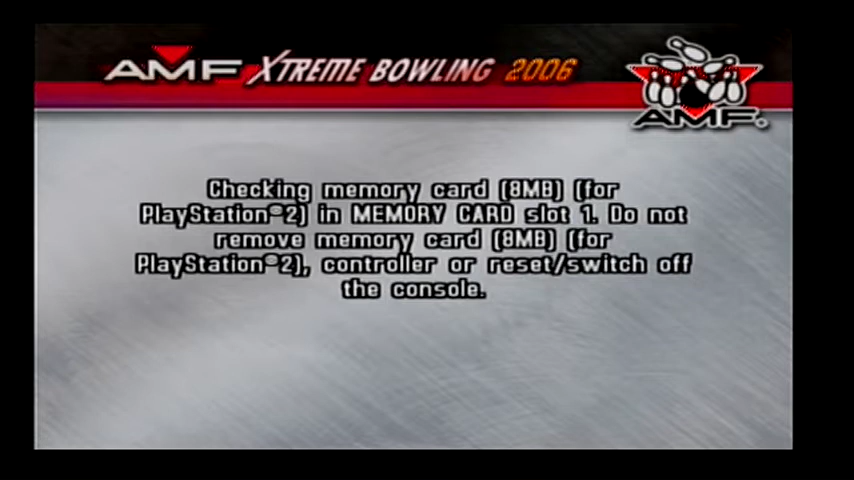 AMF XTREME BOWLING 2006
AMF®
Checking memory card (8MB) (for
PlayStation®2) in MEMORY CARD slot 1. Do not
remove memory card (8MB) (for
PlayStation®2), controller or reset/switch off
the console.